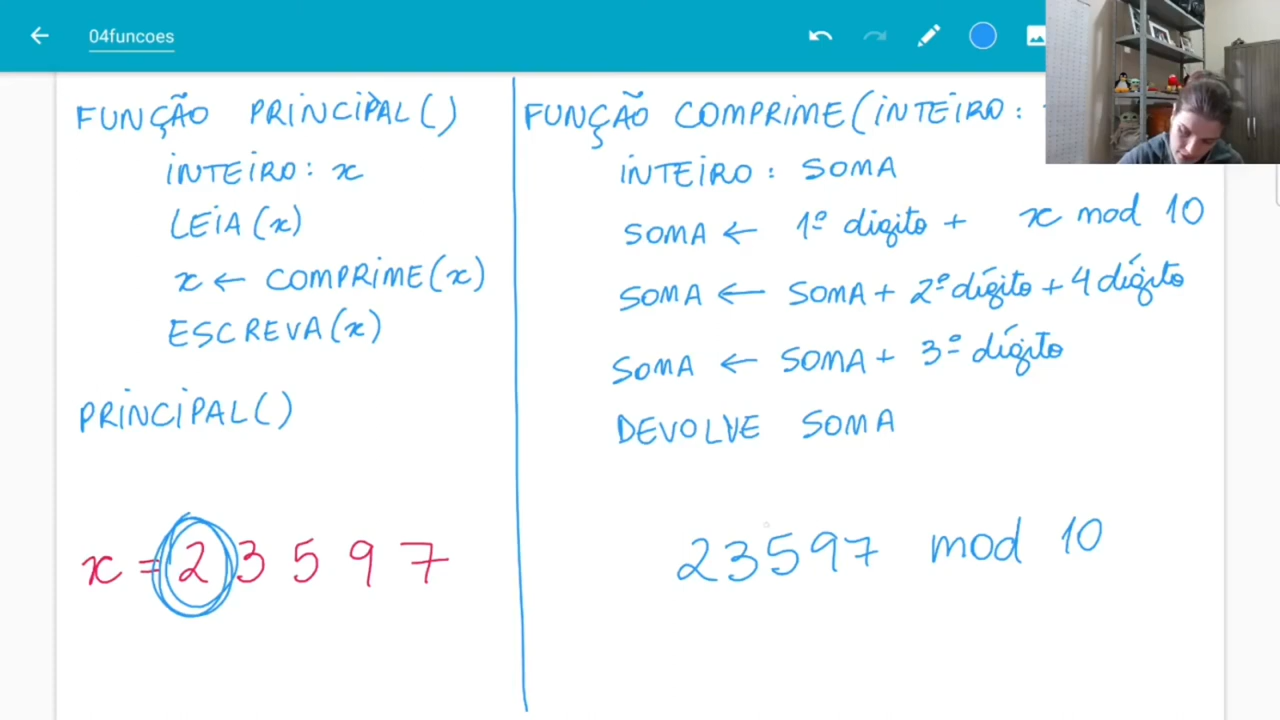 04funcoes
FUNÇÃO PRINCIPAL()
INTEIRO: x
LEIA(x)
x ← COMPRIME(x)
ESCREVA(x)
PRINCIPAL()
x = 2 3 5 9 7
FUNÇÃO COMPRIME(INTEIRO:
INTEIRO: SOMA
SOMA ← 1º digito + x mod 10
SOMA ← SOMA + 2º dígito + 4 dígito
SOMA ← SOMA + 3º dígito
DEVOLVE SOMA
23597 mod 10